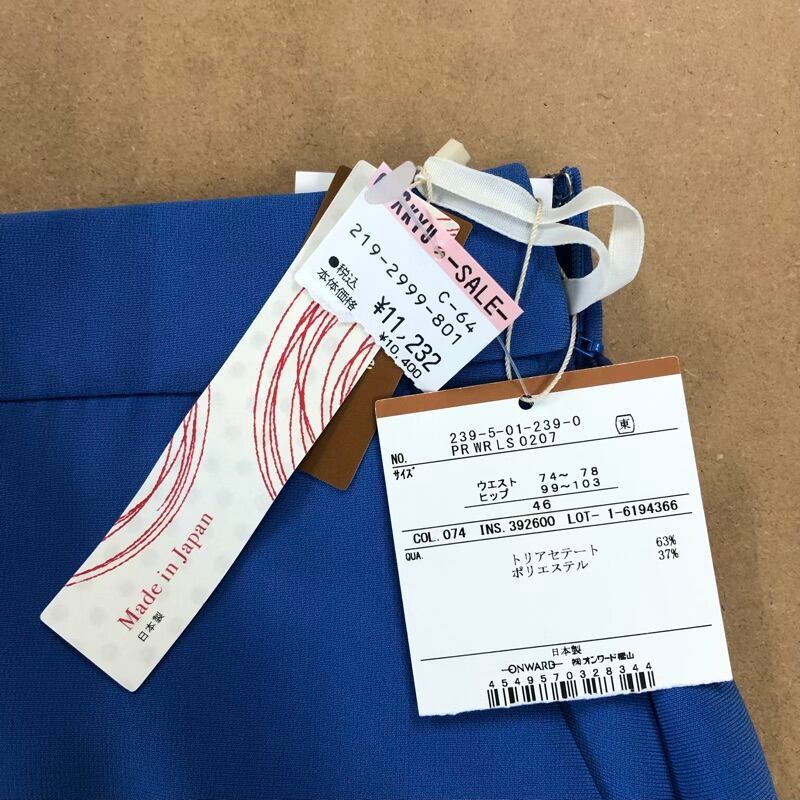 -SALE-
C-64
219-2999-801
●税込 ¥11,232
本体価格 ¥10,400
Made in Japan
日本製
239-5-01-239-0 東
NO. PR WR LS 0207
サイズ
ウエスト 74～ 78
ヒップ 99～103
46
COL. 074 INS. 392600 LOT- 1-6194366
QUA.
トリアセテート 63%
ポリエステル 37%
日本製
ONWARD ㈱オンワード樫山
4549570328344